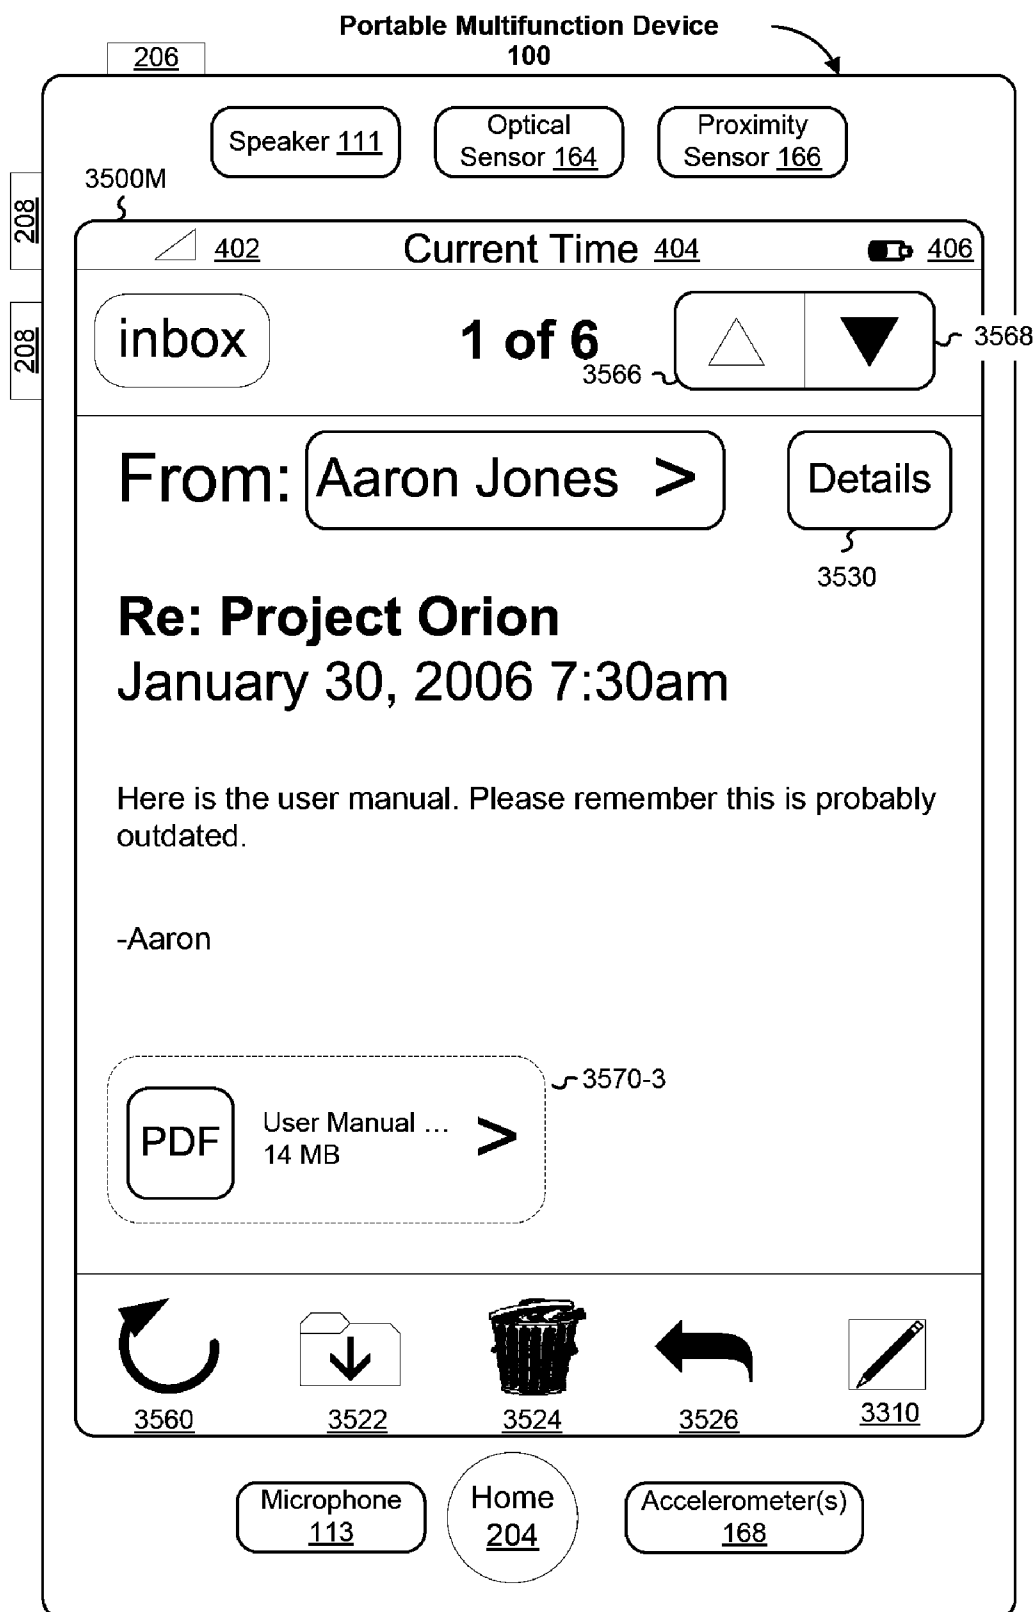 Portable Multifunction Device
100
206
Speaker 111
Optical
Sensor 164
Proximity
Sensor 166
3500M
208
208
402
Current Time 404
406
inbox
1 of 6
3566
3568
From:
Aaron Jones >
Details
3530
Re: Project Orion
January 30, 2006 7:30am
Here is the user manual. Please remember this is probably
outdated.
-Aaron
3570-3
PDF
User Manual ...
14 MB
>
3560
3522
3524
3526
3310
Microphone
113
Home
204
Accelerometer(s)
168